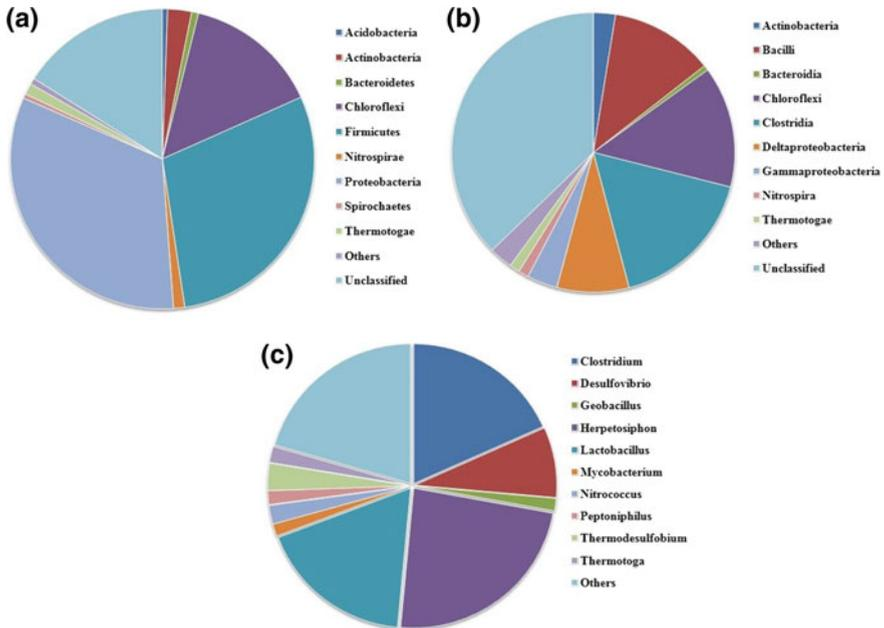 (a)
Acidobacteria
Actinobacteria
Bacteroidetes
Chloroflexi
Firmicutes
Nitrospirae
Proteobacteria
Spirochaetes
Thermotogae
Others
Unclassified
(b)
Actinobacteria
Bacilli
Bacteroidia
Chloroflexi
Clostridia
Deltaproteobacteria
Gammaproteobacteria
Nitrospira
Thermotogae
Others
Unclassified
(c)
Clostridium
Desulfovibrio
Geobacillus
Herpetosiphon
Lactobacillus
Mycobacterium
Nitrococcus
Peptoniphilus
Thermodesulfobium
Thermotoga
Others